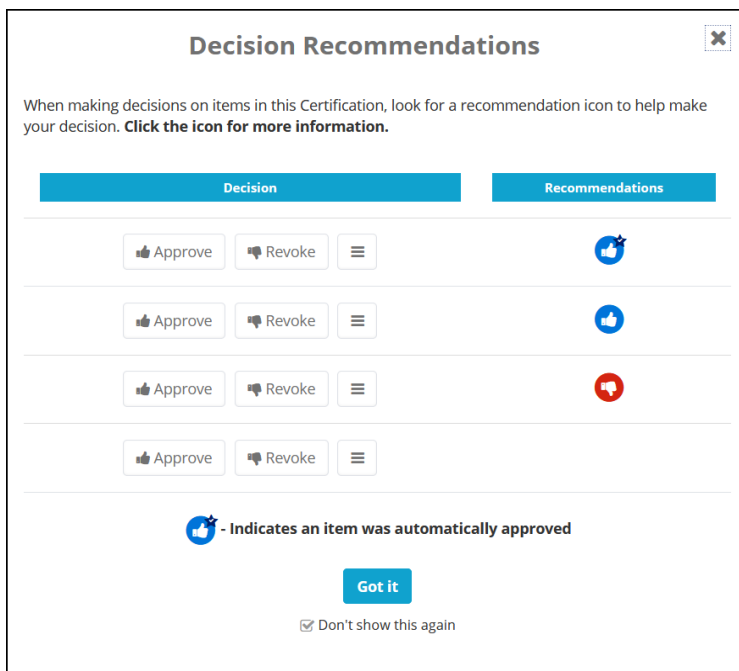 Decision Recommendations
When making decisions on items in this Certification, look for a recommendation icon to help make
your decision. Click the icon for more information.
Decision Recommendations
Approve Revoke
Approve Revoke
Approve Revoke
Approve Revoke
- Indicates an item was automatically approved
Got it
Don't show this again